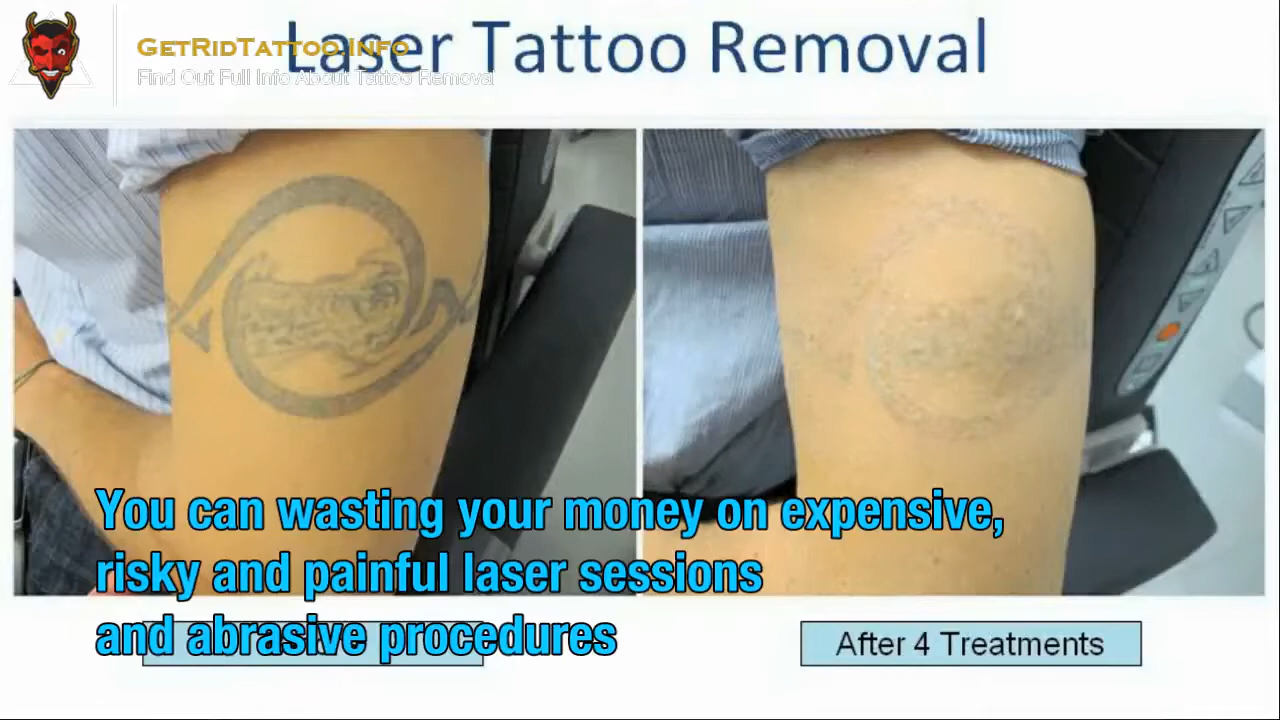 Laser Tattoo Removal
GetRidTattoo.Info
Find Out Full Info About Tattoo Removal
You can wasting your money on expensive,
risky and painful laser sessions
and abrasive procedures
After 4 Treatments